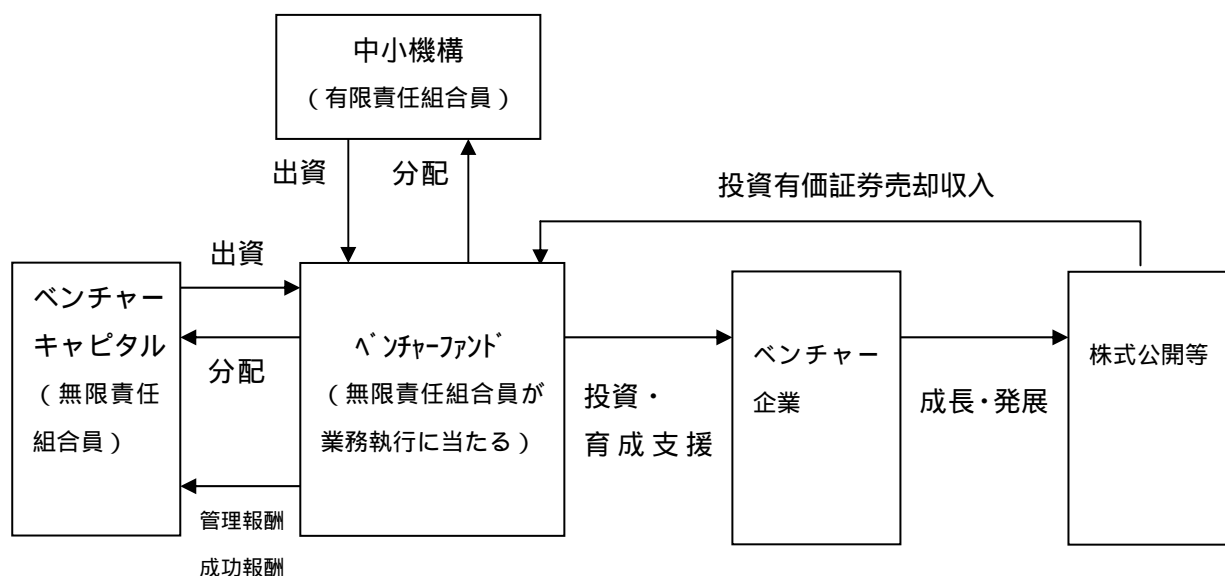 中小機構
（有限責任組合員）
出資
分配
投資有価証券売却収入
出資
ベンチャー
キャピタル
（無限責任
組合員）
分配
管理報酬
成功報酬
ﾍﾞﾝﾁｬｰﾌｧﾝﾄﾞ
（無限責任組合員が
業務執行に当たる）
投資・
育成支援
ベンチャー
企業
成長・発展
株式公開等